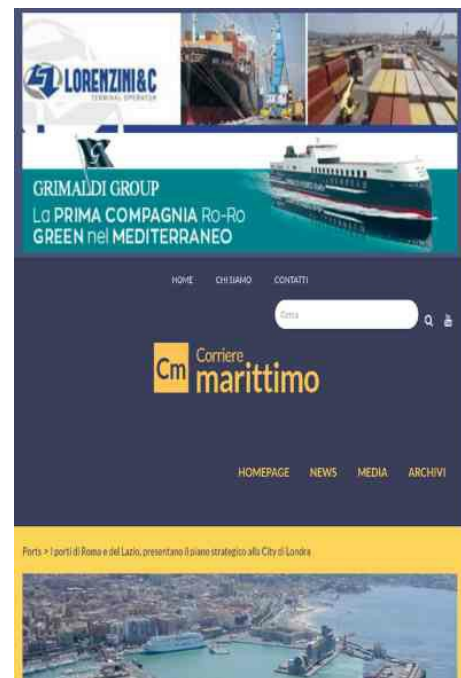 LORENZINI & C
TERMINAL OPERATOR
GRIMALDI GROUP
La PRIMA COMPAGNIA Ro-Ro
GREEN nel MEDITERRANEO
HOME CHI SIAMO CONTATTI
Cerca
Cm Corriere
marittimo
HOMEPAGE NEWS MEDIA ARCHIVI
Ports > I porti di Roma e del Lazio, presentano il piano strategico alla City di Londra